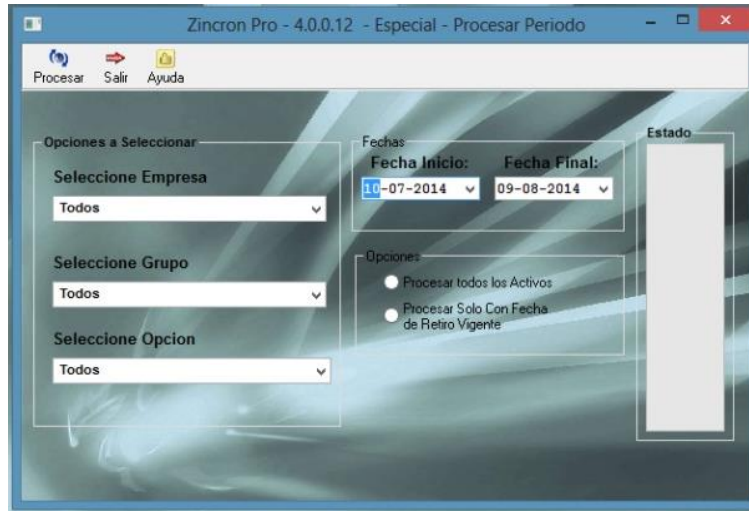 Zincron Pro - 4.0.0.12 - Especial - Procesar Periodo
Procesar Salir Ayuda
Opciones a Seleccionar
Seleccione Empresa
Todos
Seleccione Grupo
Todos
Seleccione Opcion
Todos
Fechas
Fecha Inicio: Fecha Final:
10-07-2014 09-08-2014
Opciones
Procesar todos los Activos
Procesar Solo Con Fecha
de Retiro Vigente
Estado